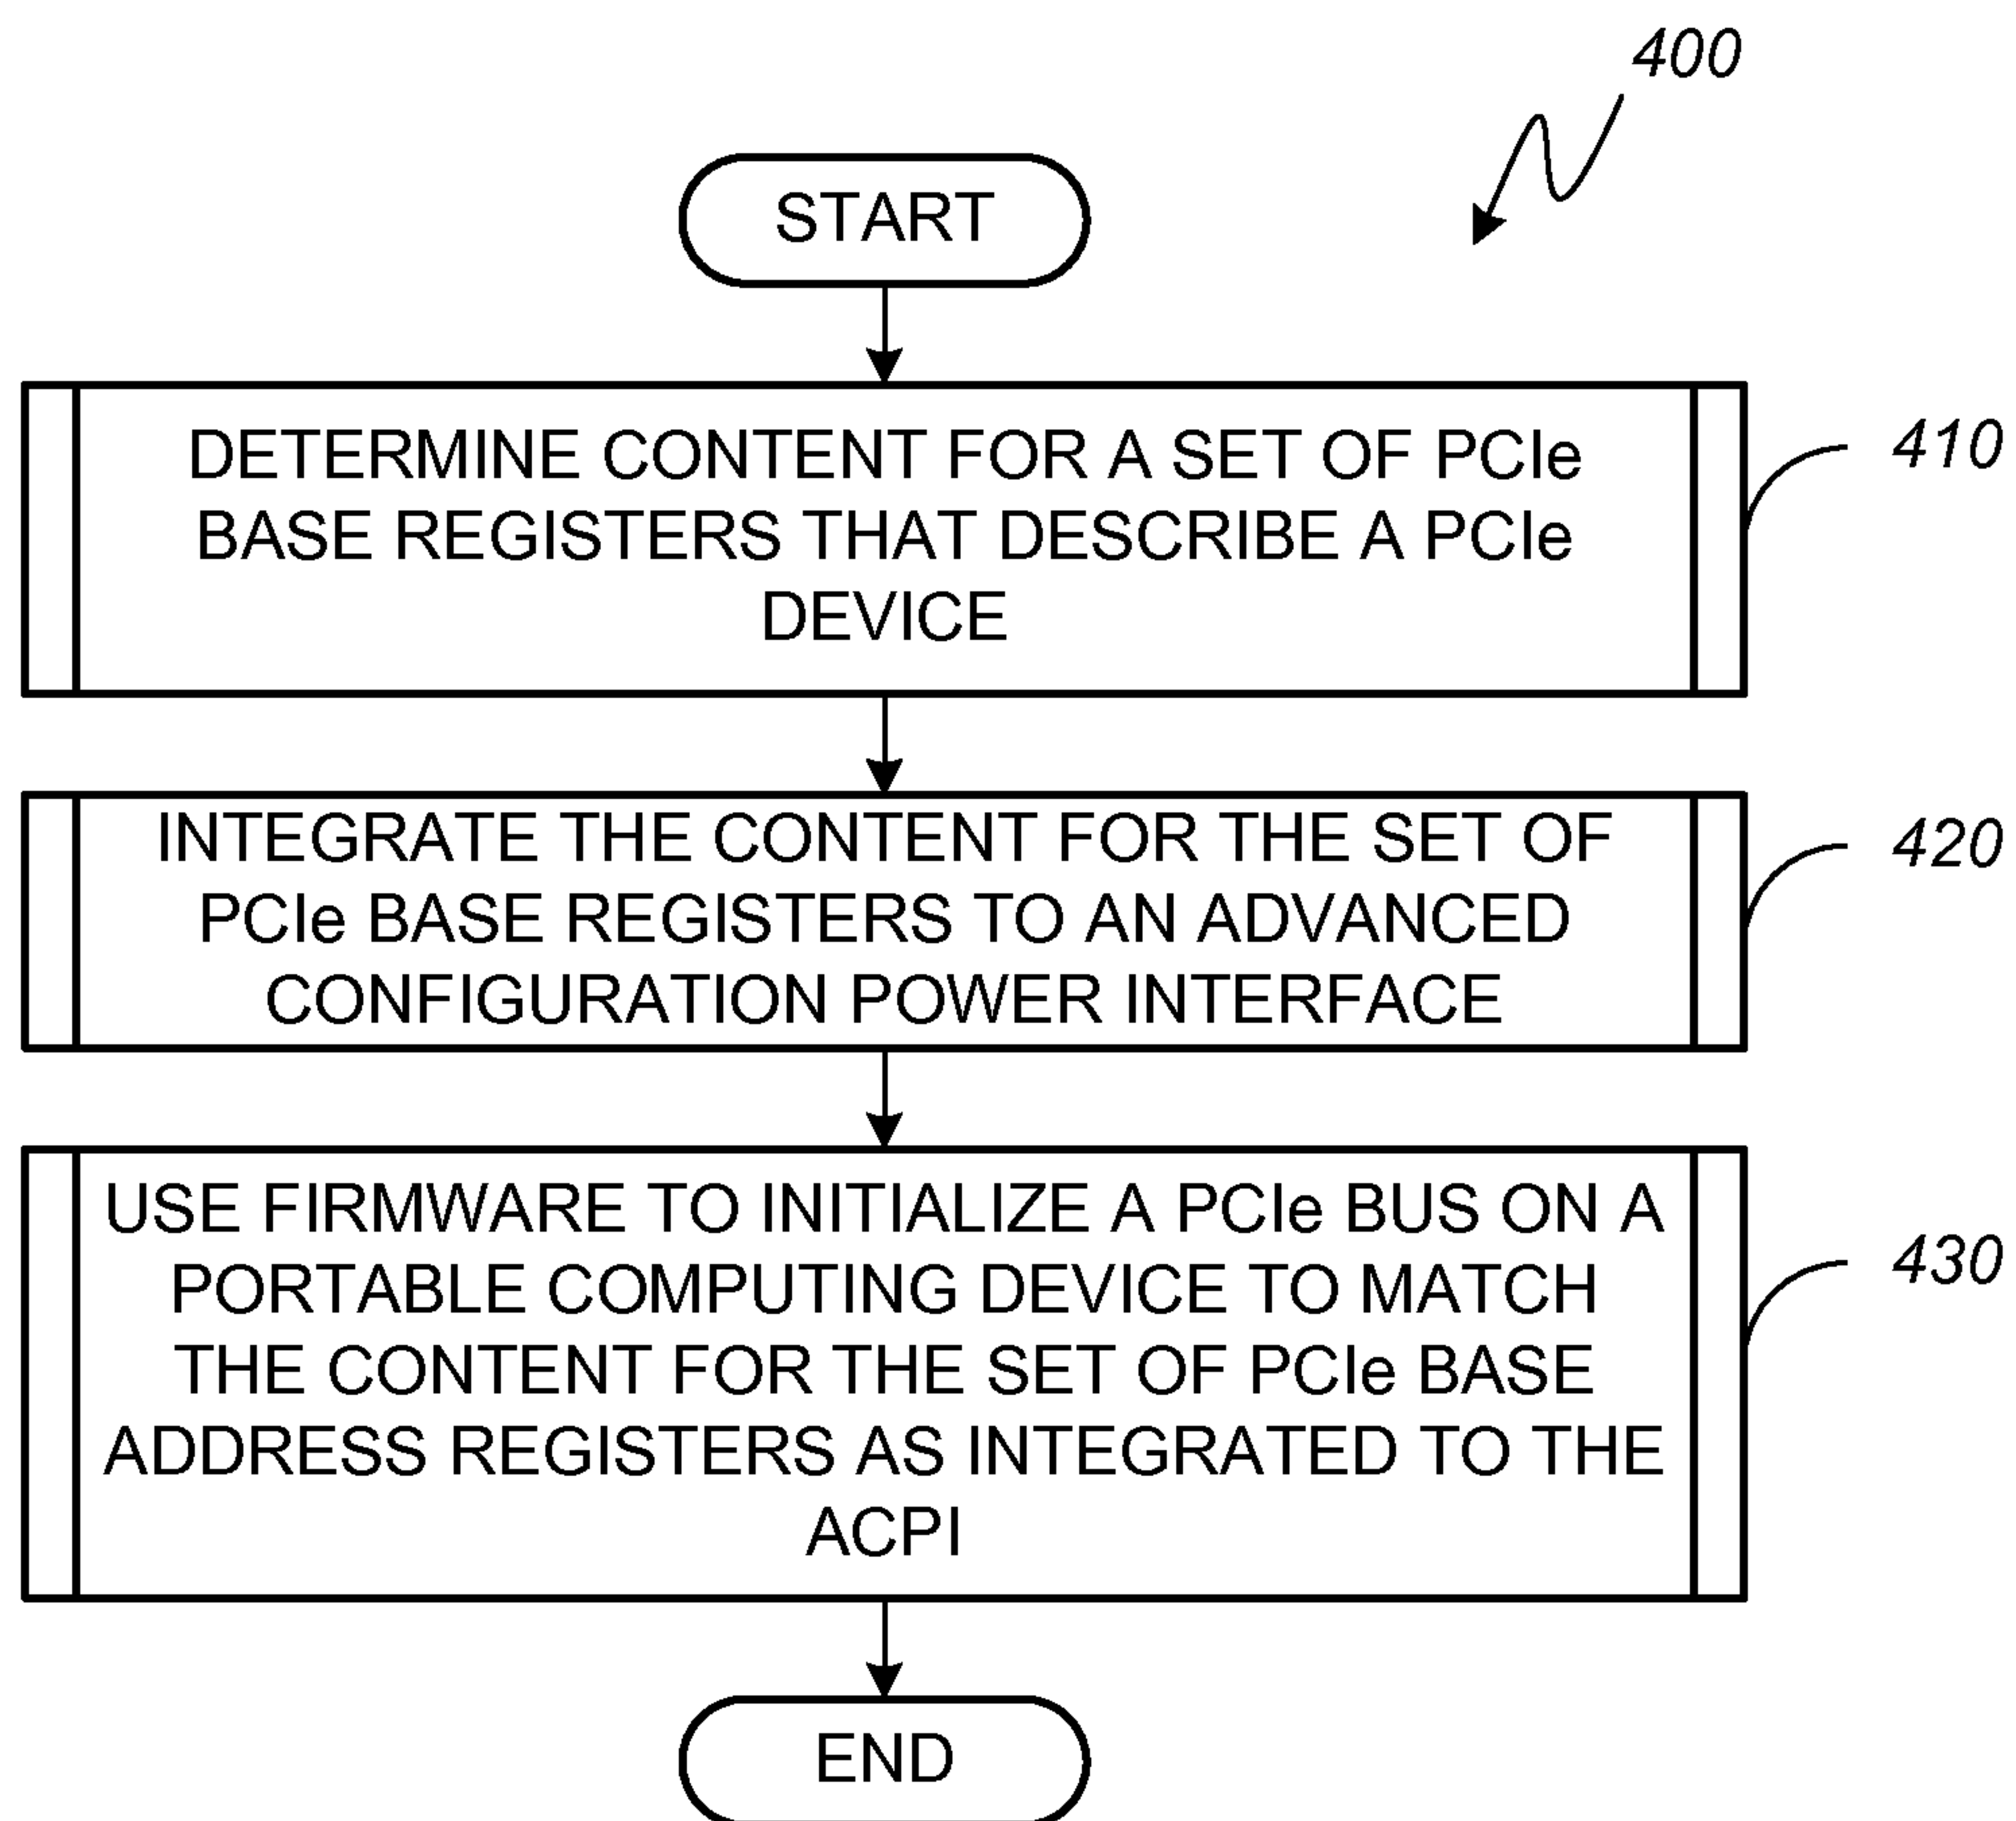 400
START
DETERMINE CONTENT FOR A SET OF PCIe
BASE REGISTERS THAT DESCRIBE A PCIe
DEVICE
410
INTEGRATE THE CONTENT FOR THE SET OF
PCIe BASE REGISTERS TO AN ADVANCED
CONFIGURATION POWER INTERFACE
420
USE FIRMWARE TO INITIALIZE A PCIe BUS ON A
PORTABLE COMPUTING DEVICE TO MATCH
THE CONTENT FOR THE SET OF PCIe BASE
ADDRESS REGISTERS AS INTEGRATED TO THE
ACPI
430
END